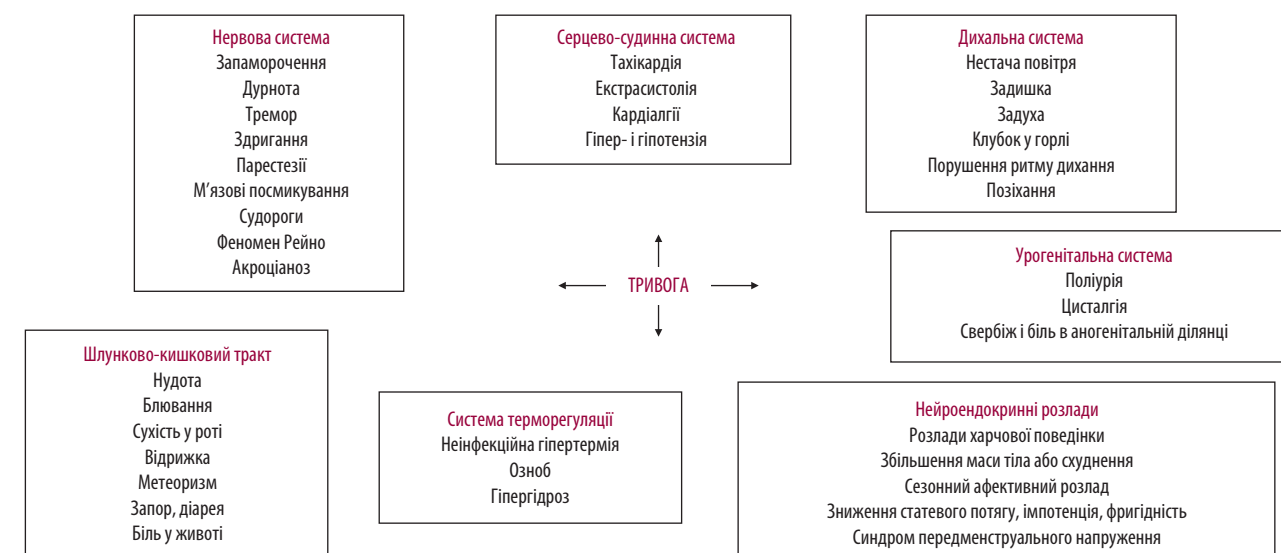 Нервова система
Запаморочення
Дурнота
Тремор
Здригання
Парестезії
М’язові посмикування
Судороги
Феномен Рейно
Акроціаноз
Серцево-судинна система
Тахікардія
Екстрасистолія
Кардіалгії
Гіпер- і гіпотензія
Дихальна система
Нестача повітря
Задишка
Задуха
Клубок у горлі
Порушення ритму дихання
Позіхання
ТРИВОГА
Урогенітальна система
Поліурія
Цисталгія
Свербіж і біль в аногенітальній ділянці
Шлунково-кишковий тракт
Нудота
Блювання
Сухість у роті
Відрижка
Метеоризм
Запор, діарея
Біль у животі
Система терморегуляції
Неінфекційна гіпертермія
Озноб
Гіпергідроз
Нейроендокринні розлади
Розлади харчової поведінки
Збільшення маси тіла або схуднення
Сезонний афективний розлад
Зниження статевого потягу, імпотенція, фригідність
Синдром передменструального напруження